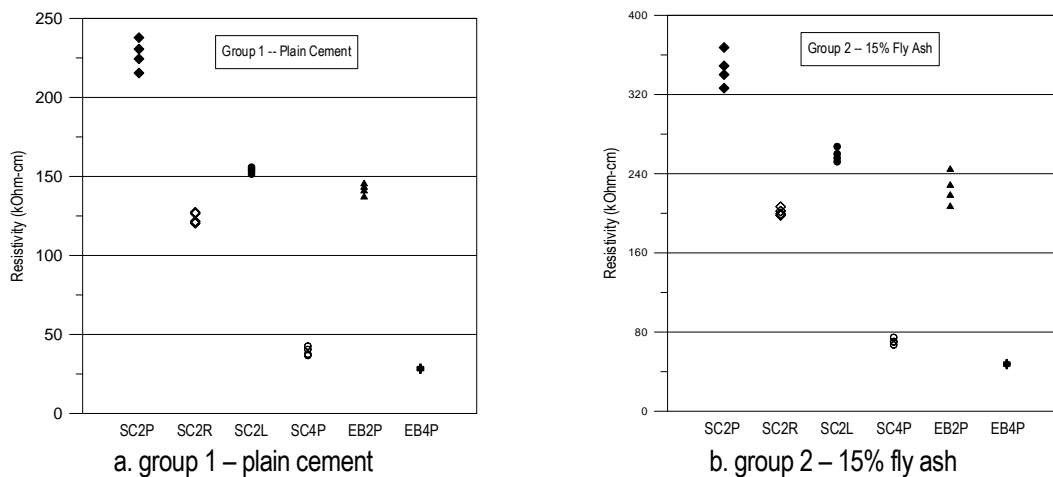 250
200
150
100
50
0
Resistivity (kOhm-cm)
Group 1 -- Plain Cement
SC2P SC2R SC2L SC4P EB2P EB4P
a. group 1 – plain cement
400
320
240
160
80
0
Resistivity (kOhm-cm)
Group 2 -- 15% Fly Ash
SC2P SC2R SC2L SC4P EB2P EB4P
b. group 2 – 15% fly ash